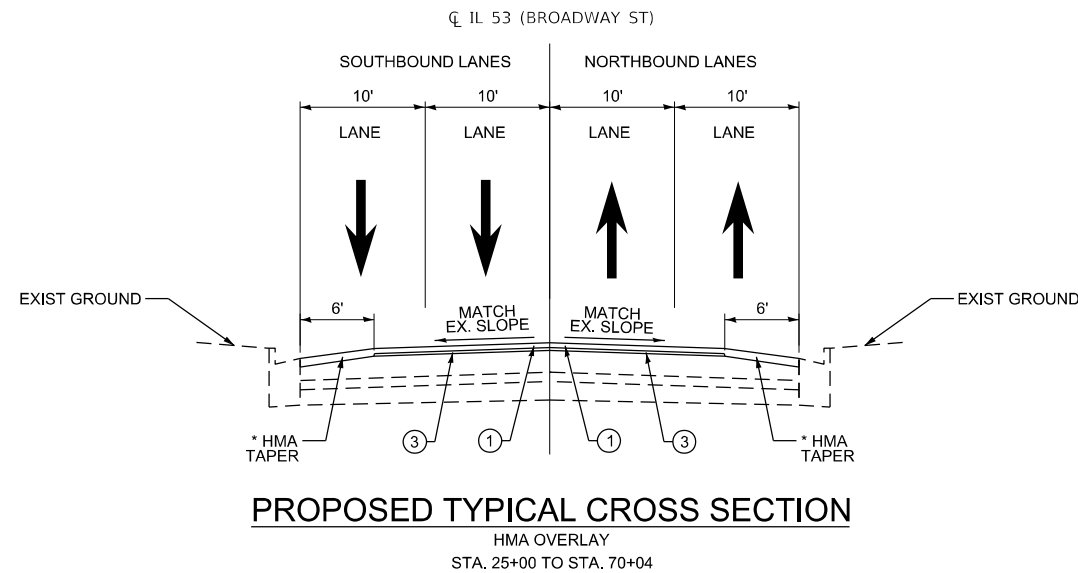 ℄ IL 53 (BROADWAY ST)
SOUTHBOUND LANES
NORTHBOUND LANES
10'
10'
10'
10'
LANE
LANE
LANE
LANE
EXIST GROUND
6'
MATCH
EX. SLOPE
MATCH
EX. SLOPE
6'
EXIST GROUND
* HMA
TAPER
3
1
1
3
* HMA
TAPER
PROPOSED TYPICAL CROSS SECTION
HMA OVERLAY
STA. 25+00 TO STA. 70+04